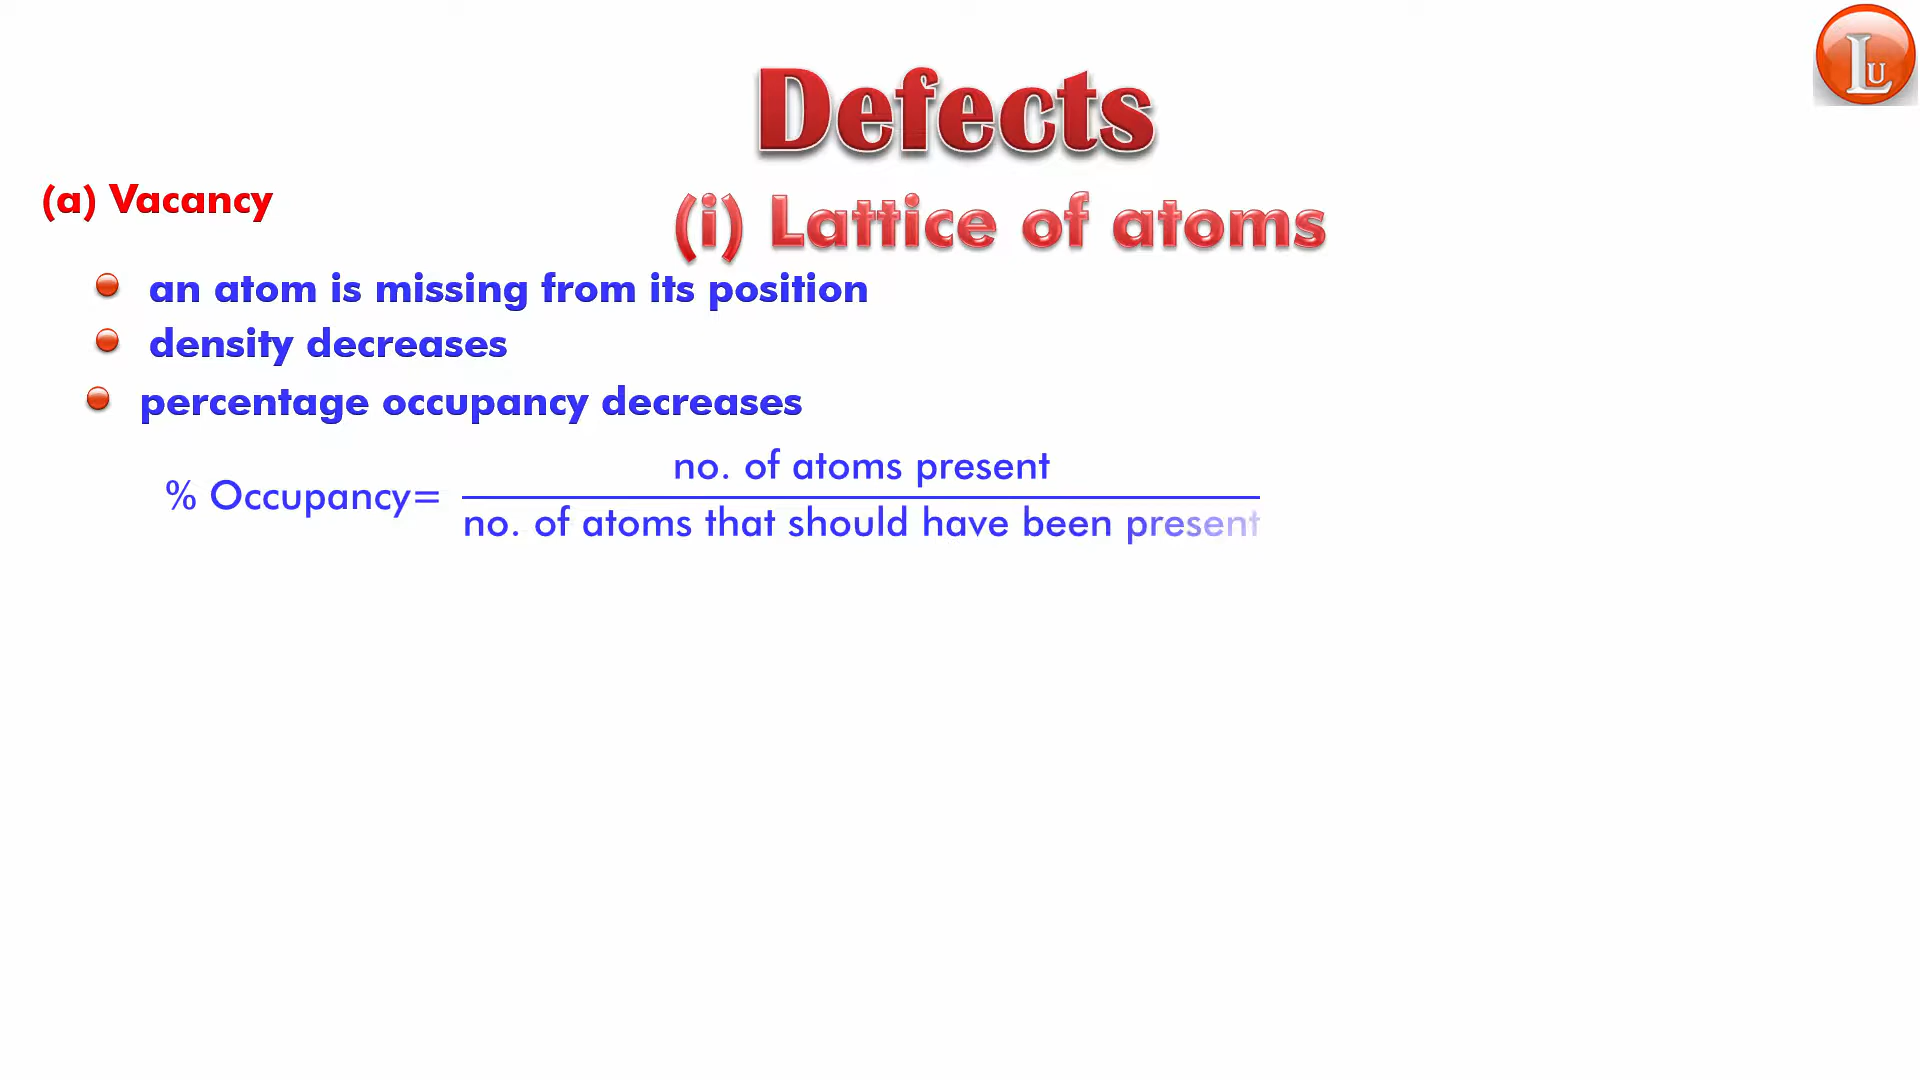 LU
Defects
(a) Vacancy
(i) Lattice of atoms
an atom is missing from its position
density decreases
percentage occupancy decreases
no. of atoms present
% Occupancy=
no. of atoms that should have been present